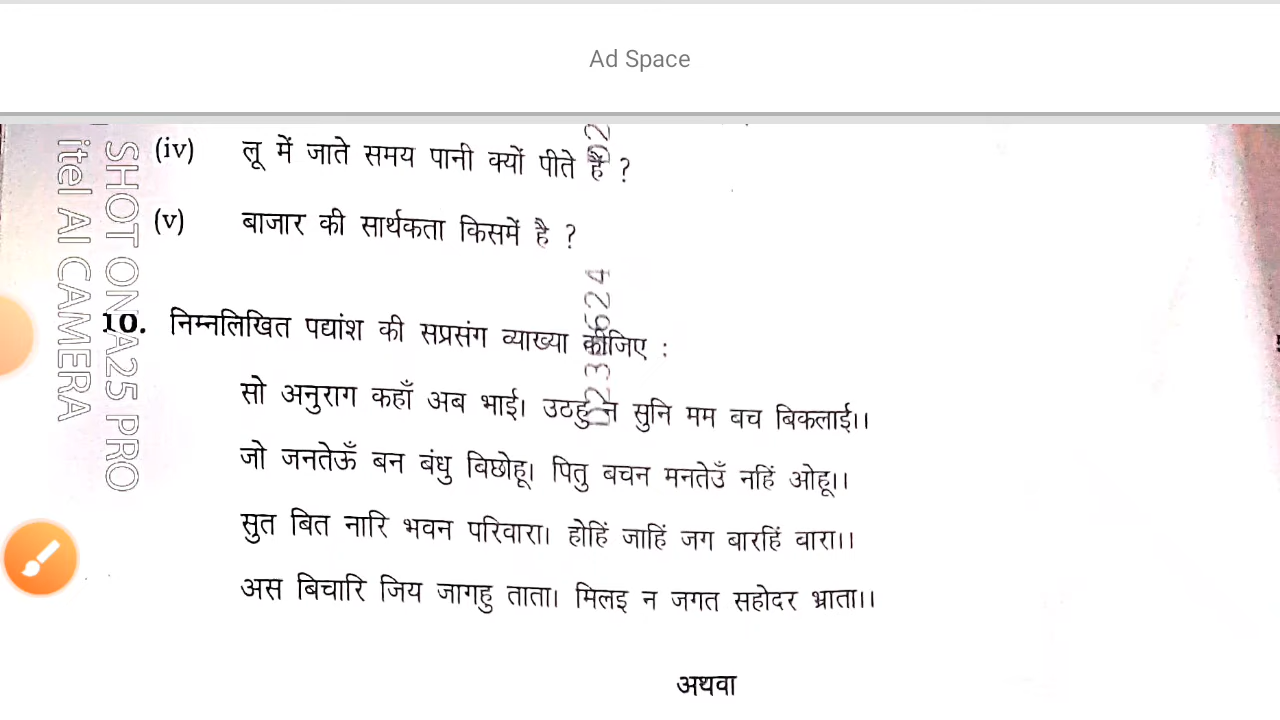 Ad Space
(iv) लू में जाते समय पानी क्यों पीते हैं ?
(v) बाजार की सार्थकता किसमें है ?
10. निम्नलिखित पद्यांश की सप्रसंग व्याख्या कीजिए :
सो अनुराग कहाँ अब भाई। उठहु न सुनि मम बच बिकलाई।।
जो जनतेऊँ बन बंधु विछोहू। पितु बचन मनतेउँ नहिं ओहू।।
सुत बित नारि भवन परिवारा। होहिं जाहिं जग बारहिं वारा।।
अस बिचारि जिय जागहु ताता। मिलइ न जगत सहोदर भ्राता।।
अथवा
SHOT ON A25 PRO
itel AI CAMERA